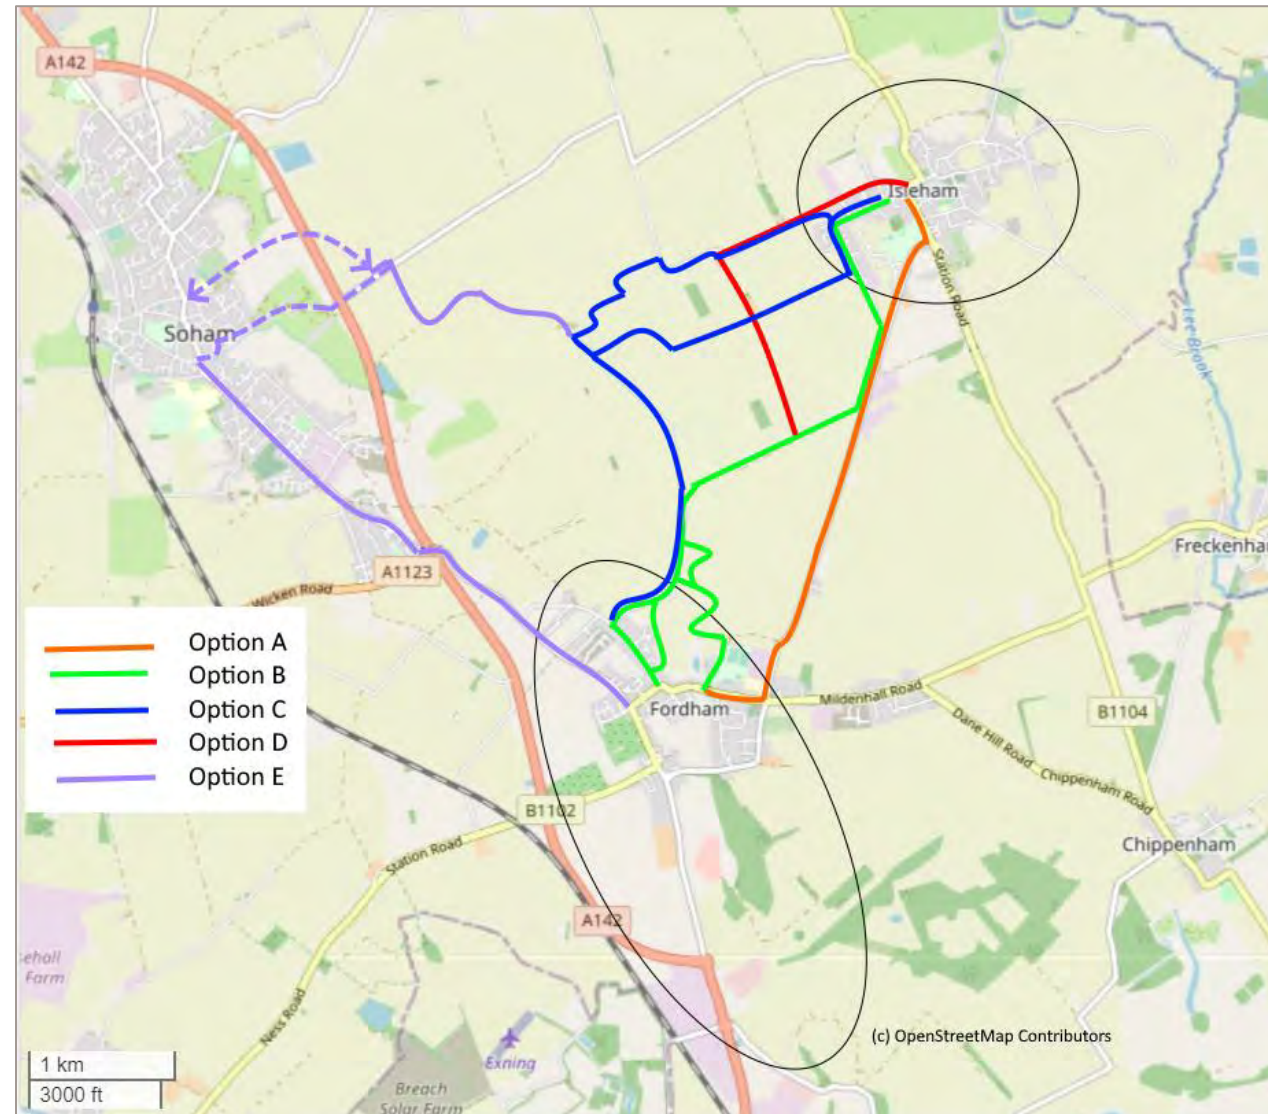 A142
Isleham
Station Road
Lee Brook
Soham
Freckenha
A1123
Wicken Road
Option A
Option B
Option C
Option D
Option E
Fordham
Mildenhall Road
B1104
Dane Hill Road
Chippenham Road
B1102
Station Road
Chippenham
A142
ehall
Farm
Ness Road
(c) OpenStreetMap Contributors
Exning
1 km
3000 ft
Breach
Solar Farm